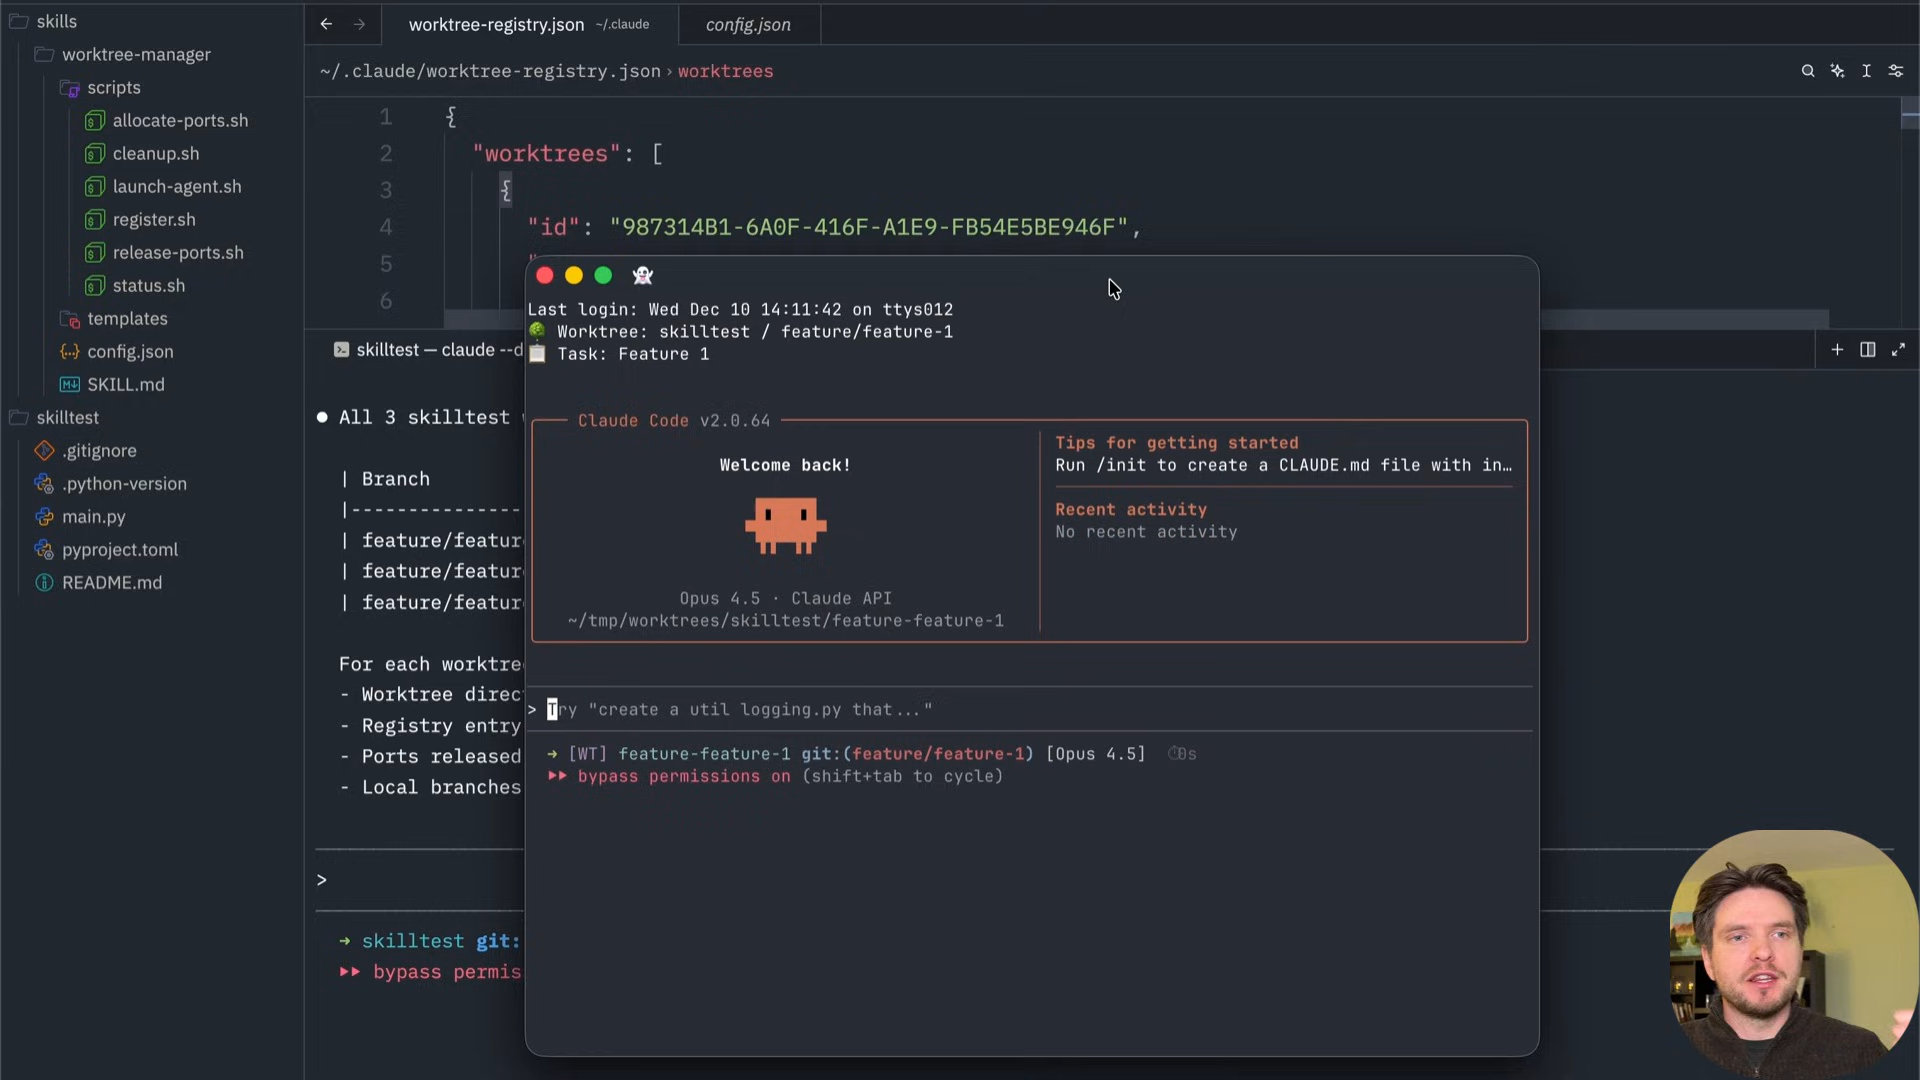 skills
worktree-manager
scripts
allocate-ports.sh
cleanup.sh
launch-agent.sh
register.sh
release-ports.sh
status.sh
templates
config.json
SKILL.md
skilltest
.gitignore
.python-version
main.py
pyproject.toml
README.md
worktree-registry.json ~/.claude
config.json
~/.claude/worktree-registry.json › worktrees
1 {
2 "worktrees": [
3 {
4 "id": "987314B1-6A0F-416F-A1E9-FB54E5BE946F",
5 "
6
skilltest — claude --d
● All 3 skilltest
| Branch
|---------------
| feature/featur
| feature/featur
| feature/featur
For each worktre
- Worktree direc
- Registry entry
- Ports released
- Local branches
>
→ skilltest git:
▸▸ bypass permis
Last login: Wed Dec 10 14:11:42 on ttys012
Worktree: skilltest / feature/feature-1
Task: Feature 1
Claude Code v2.0.64
Welcome back!
Opus 4.5 · Claude API
~/tmp/worktrees/skilltest/feature-feature-1
Tips for getting started
Run /init to create a CLAUDE.md file with in…
Recent activity
No recent activity
> Try "create a util logging.py that..."
→ [WT] feature-feature-1 git:(feature/feature-1) [Opus 4.5] 0s
▸▸ bypass permissions on (shift+tab to cycle)